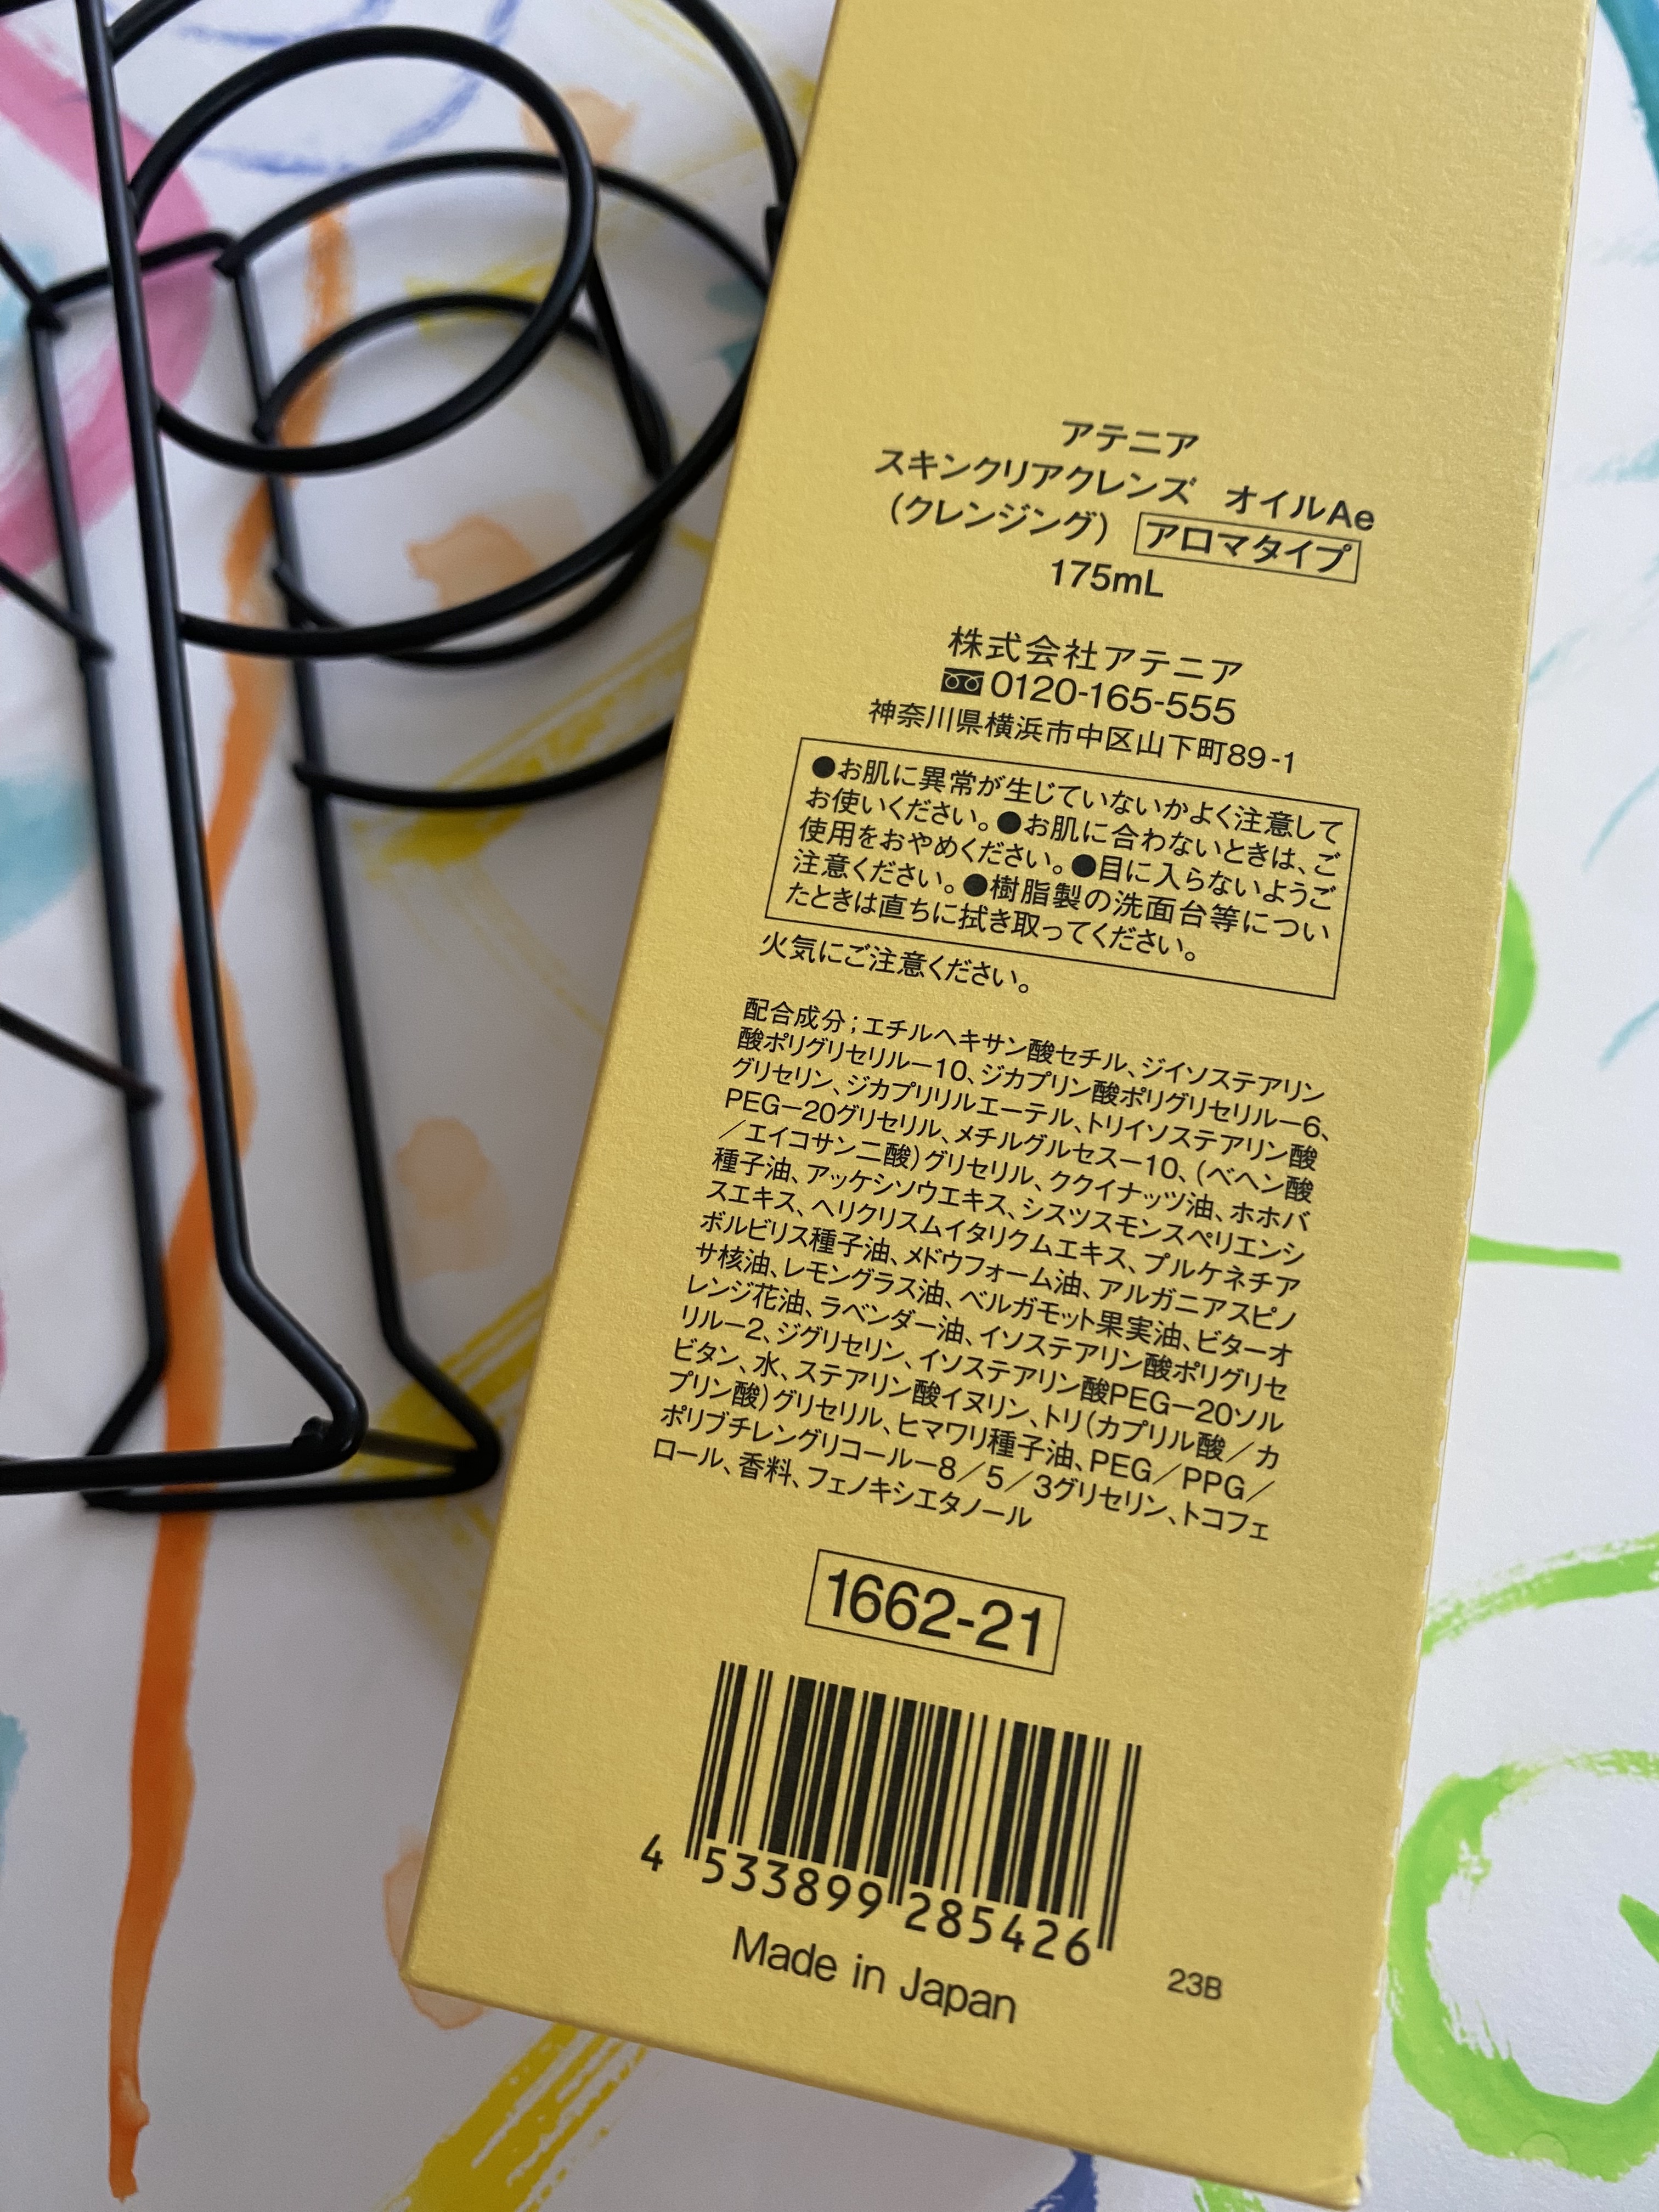 アテニア
スキンクリアクレンズ オイルAe
(クレンジング) アロマタイプ
175mL
株式会社アテニア
0120-165-555
神奈川県横浜市中区山下町89-1
●お肌に異常が生じていないかよく注意して
お使いください。●お肌に合わないときは、ご
使用をおやめください。●目に入らないようご
注意ください。●樹脂製の洗面台等につい
たときは直ちに拭き取ってください。
火気にご注意ください。
配合成分;エチルヘキサン酸セチル、ジイソステアリン
酸ポリグリセリルー10、ジカプリン酸ポリグリセリルー6、
グリセリン、ジカプリリルエーテル、トリイソステアリン酸
PEGー20グリセリル、メチルグルセスー10、(ベヘン酸
/エイコサン二酸)グリセリル、ククイナッツ油、ホホバ
種子油、アッケシソウエキス、シスツスモンスペリエンシ
スエキス、ヘリクリスムイタリクムエキス、プルケネチア
ボルビリス種子油、メドウフォーム油、アルガニアスピノ
サ核油、レモングラス油、ベルガモット果実油、ビターオ
レンジ花油、ラベンダー油、イソステアリン酸ポリグリセ
リルー2、ジグリセリン、イソステアリン酸PEGー20ソル
ビタン、水、ステアリン酸イヌリン、トリ(カプリル酸/カ
プリン酸)グリセリル、ヒマワリ種子油、PEG/PPG/
ポリブチレングリコールー8/5/3グリセリン、トコフェ
ロール、香料、フェノキシエタノール
1662-21
4 533899 285426
Made in Japan
23B